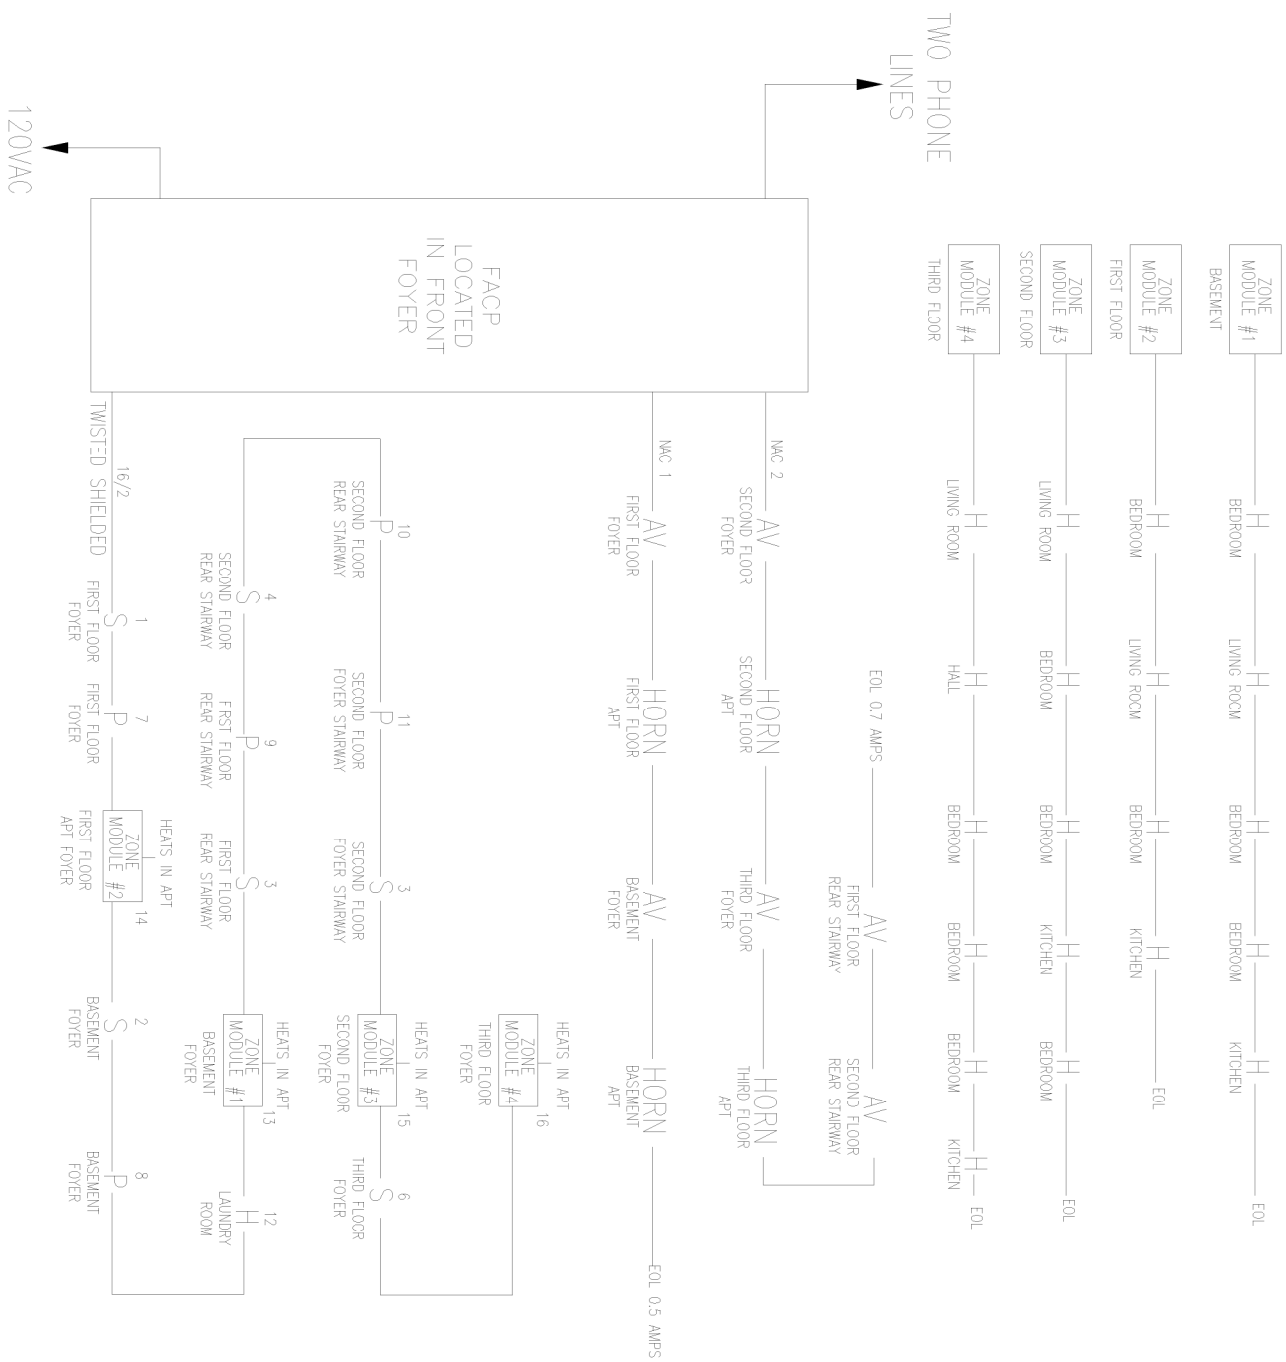 TWO PHONE
LINES
120VAC
FACP
LOCATED
IN FRONT
FOYER
ZONE
MODULE #1
BASEMENT
H
BEDROOM
H
LIVING ROCM
H
BEDROOM
H
BEDROOM
H
KITCHEN
EOL
ZONE
MODULE #2
FIRST FLOOR
H
BEDROOM
H
LIVING ROCM
H
BEDROOM
H
KITCHEN
EOL
ZONE
MODULE #3
SECOND FLOOR
H
LIVING ROOM
H
BEDROOM
H
BEDROOM
H
KITCHEN
H
BEDROOM
EOL
ZONE
MODULE #4
THIRD FLOOR
H
LIVING ROOM
H
HALL
H
BEDROOM
H
BEDROOM
H
BEDROOM
H
KITCHEN
EOL
EOL 0.7 AMPS
AV
FIRST FLOOR
REAR STAIRWAY
AV
SECOND FLOOR
REAR STAIRWAY
NAC 2
AV
SECOND FLOOR
FOYER
HORN
SECOND FLOOR
APT
AV
THIRD FLOOR
FOYER
HORN
THIRD FLOOR
APT
NAC 1
AV
FIRST FLOOR
FOYER
HORN
FIRST FLOOR
APT
AV
BASEMENT
FOYER
HORN
BASEMENT
APT
EOL 0.5 AMPS
HEATS IN APT
16
ZONE
MODULE #4
THIRD FLOOR
FOYER
10
P
SECOND FLOOR
REAR STAIRWAY
11
P
SECOND FLOOR
FOYER STAIRWAY
3
S
SECOND FLOOR
FOYER STAIRWAY
HEATS IN APT
15
ZONE
MODULE #3
SECOND FLOOR
FOYER
6
S
THIRD FLOCR
FOYER
4
S
SECOND FLOOR
REAR STAIRWAY
9
P
FIRST FLOOR
REAR STAIRWAY
3
S
FIRST FLOOR
REAR STAIRWAY
HEATS IN APT
13
ZONE
MODULE #1
BASEMENT
FOYER
12
H
LAUNDRY
ROOM
16/2
TWISTED SHIELDED
1
S
FIRST FLOOR
FOYER
7
P
FIRST FLOOR
FOYER
HEATS IN APT
14
ZONE
MODULE #2
FIRST FLOOR
APT FOYER
2
S
BASEMENT
FOYER
8
P
BASEMENT
FOYER